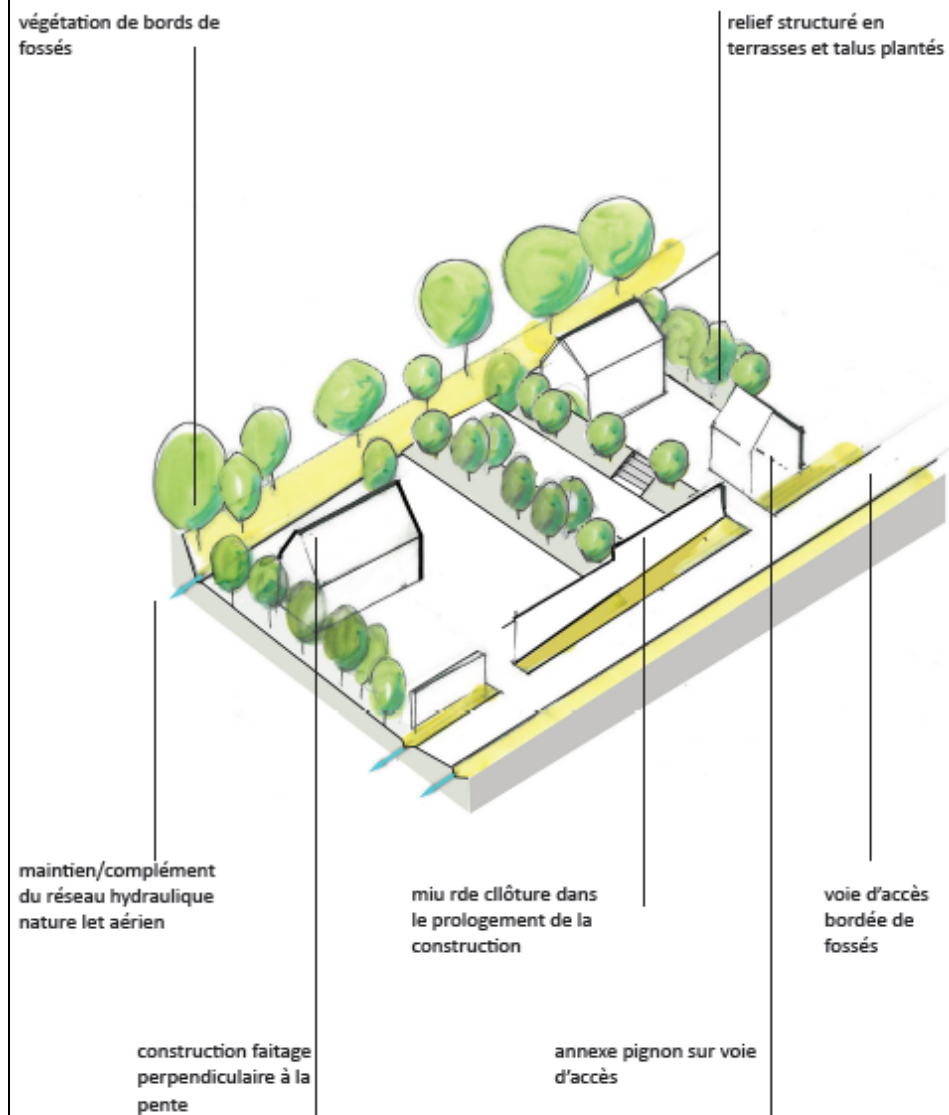 végétation de bords de
fossés
relief structuré en
terrasses et talus plantés
maintien/complément
du réseau hydraulique
nature let aérien
miu rde cllôture dans
le prologement de la
construction
voie d'accès
bordée de
fossés
construction faitage
perpendiculaire à la
pente
annexe pignon sur voie
d'accès